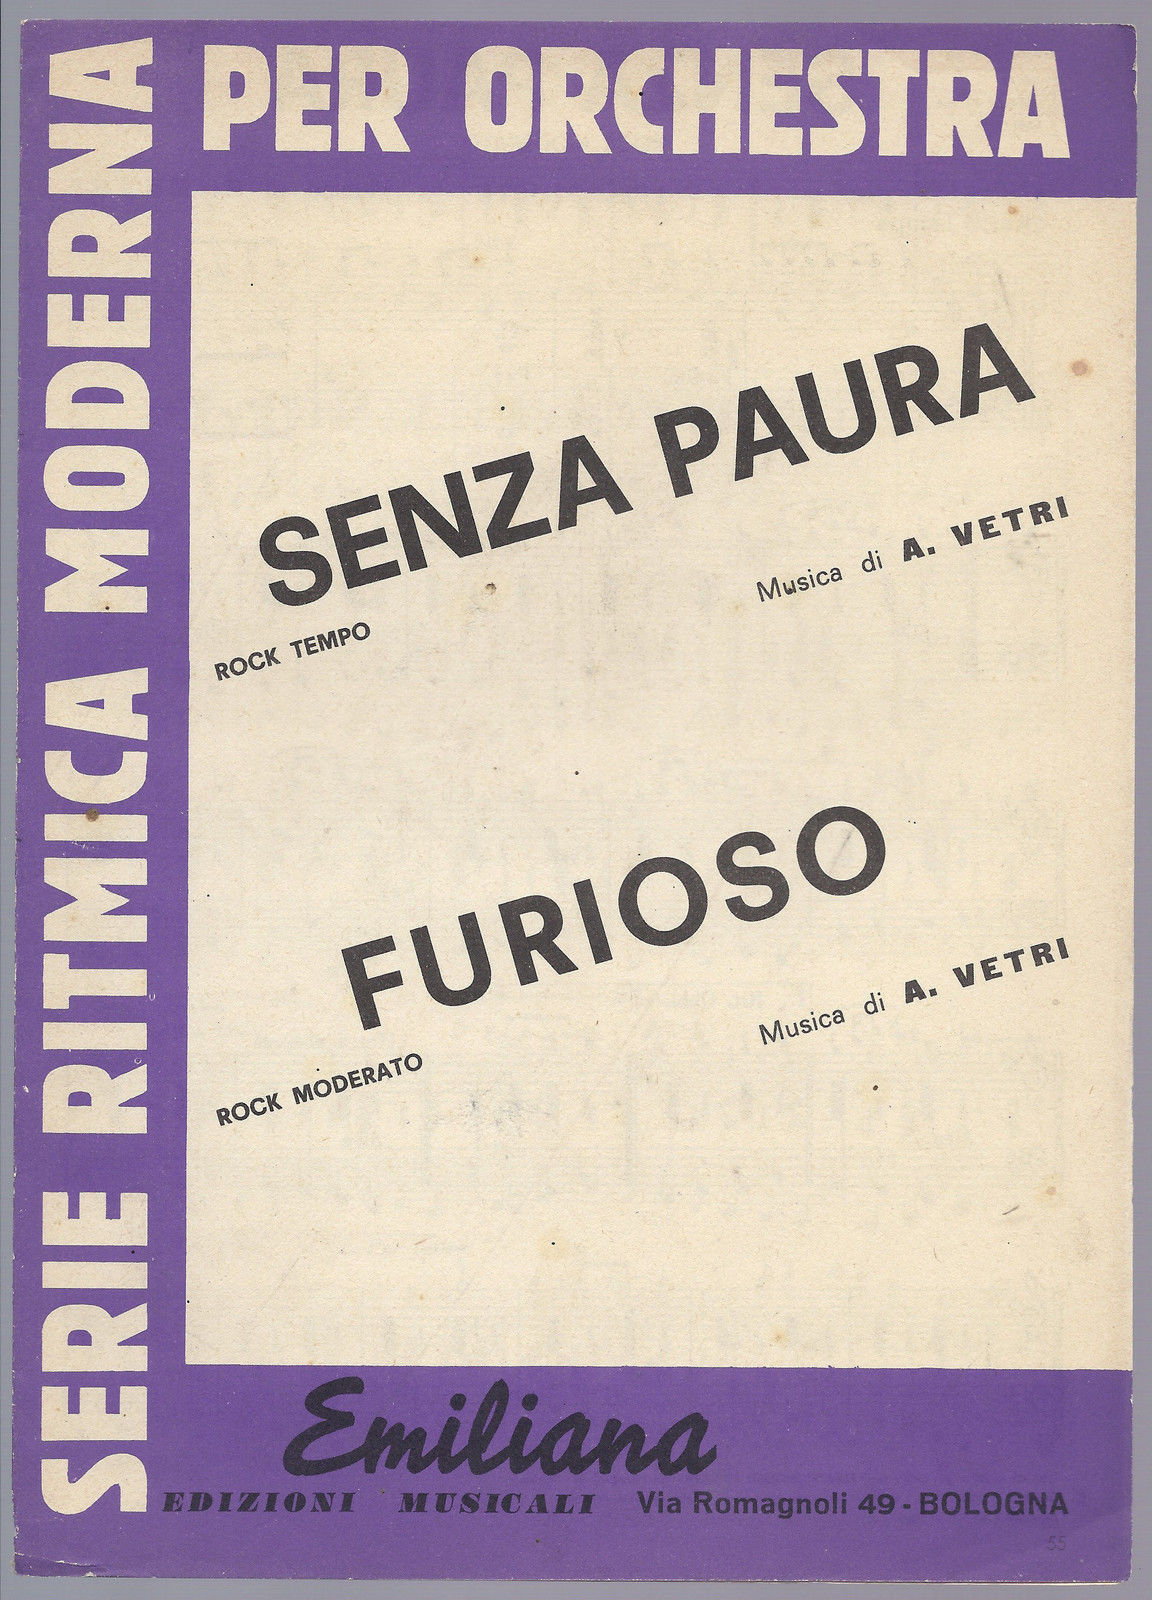 SERIE RITMICA MODERNA
PER ORCHESTRA
SENZA PAURA
Musica di A. VETRI
ROCK TEMPO
FURIOSO
Musica di A. VETRI
ROCK MODERATO
Emiliana
EDIZIONI MUSICALI Via Romagnoli 49 - BOLOGNA
55